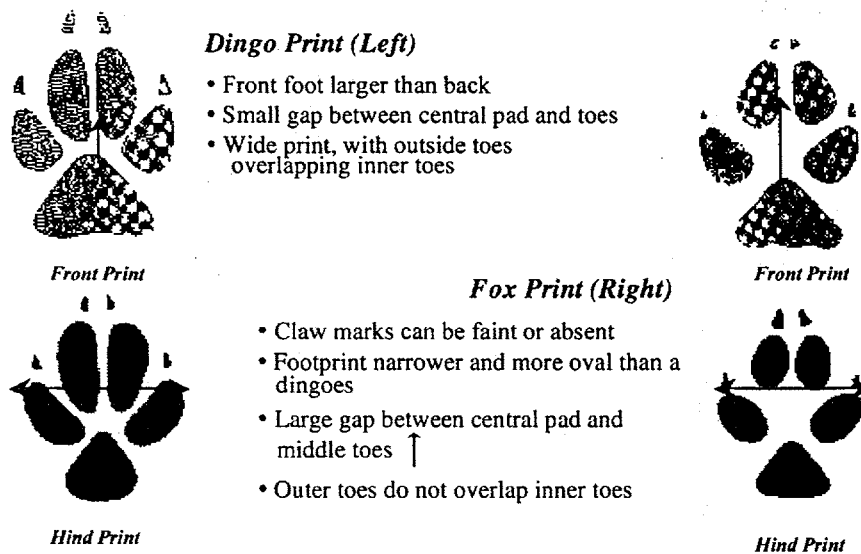 Dingo Print (Left)
• Front foot larger than back
• Small gap between central pad and toes
• Wide print, with outside toes
overlapping inner toes
Front Print
Front Print
Fox Print (Right)
• Claw marks can be faint or absent
• Footprint narrower and more oval than a
dingoes
• Large gap between central pad and
middle toes ↑
• Outer toes do not overlap inner toes
Hind Print
Hind Print